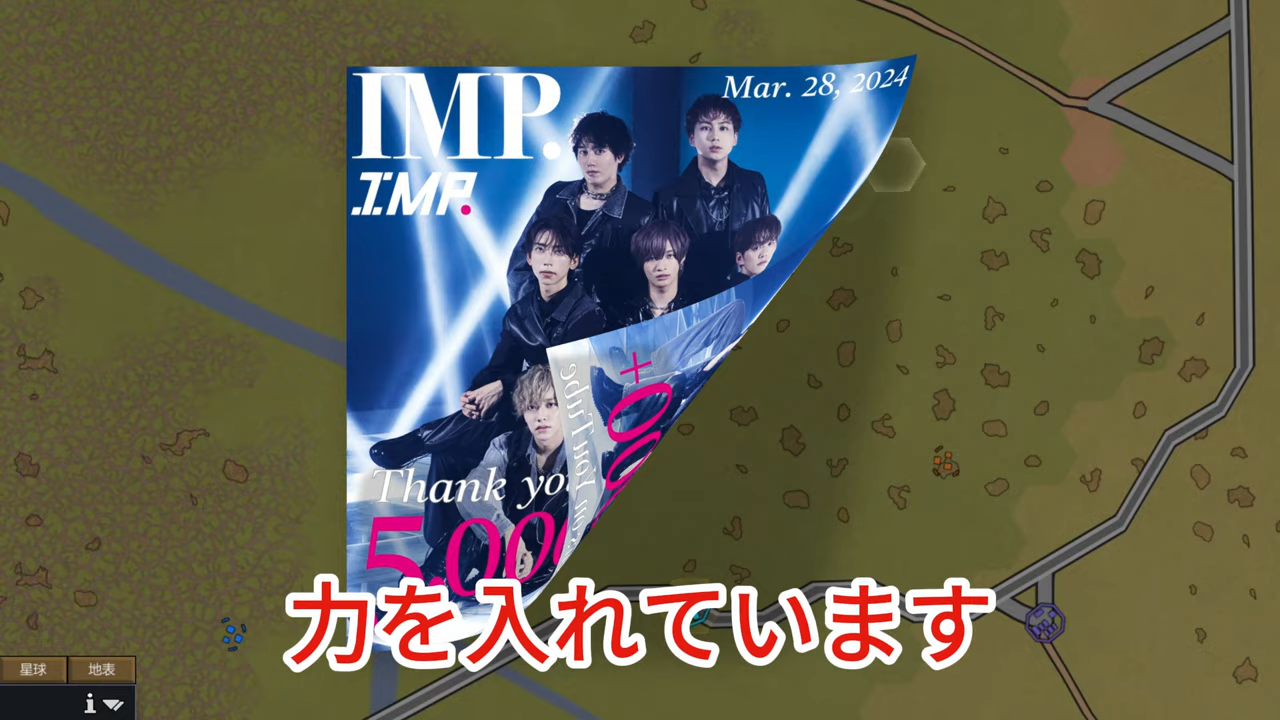 IMP.
Mar. 28, 2024
IMP.
Thank yo
5,000
+
力を入れています
星球
地表
i